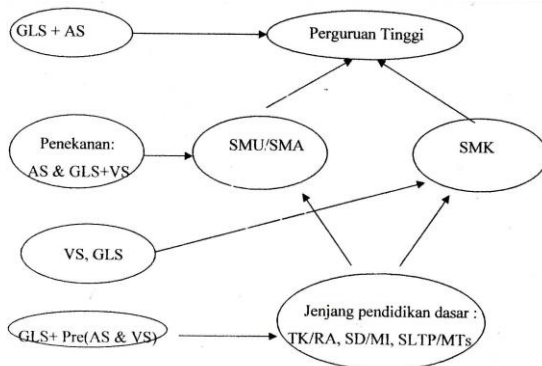 GLS + AS
Perguruan Tinggi
Penekanan:
AS & GLS+VS
SMU/SMA
SMK
VS, GLS
GLS+ Pre(AS & VS)
Jenjang pendidikan dasar :
TK/RA, SD/MI, SLTP/MTs